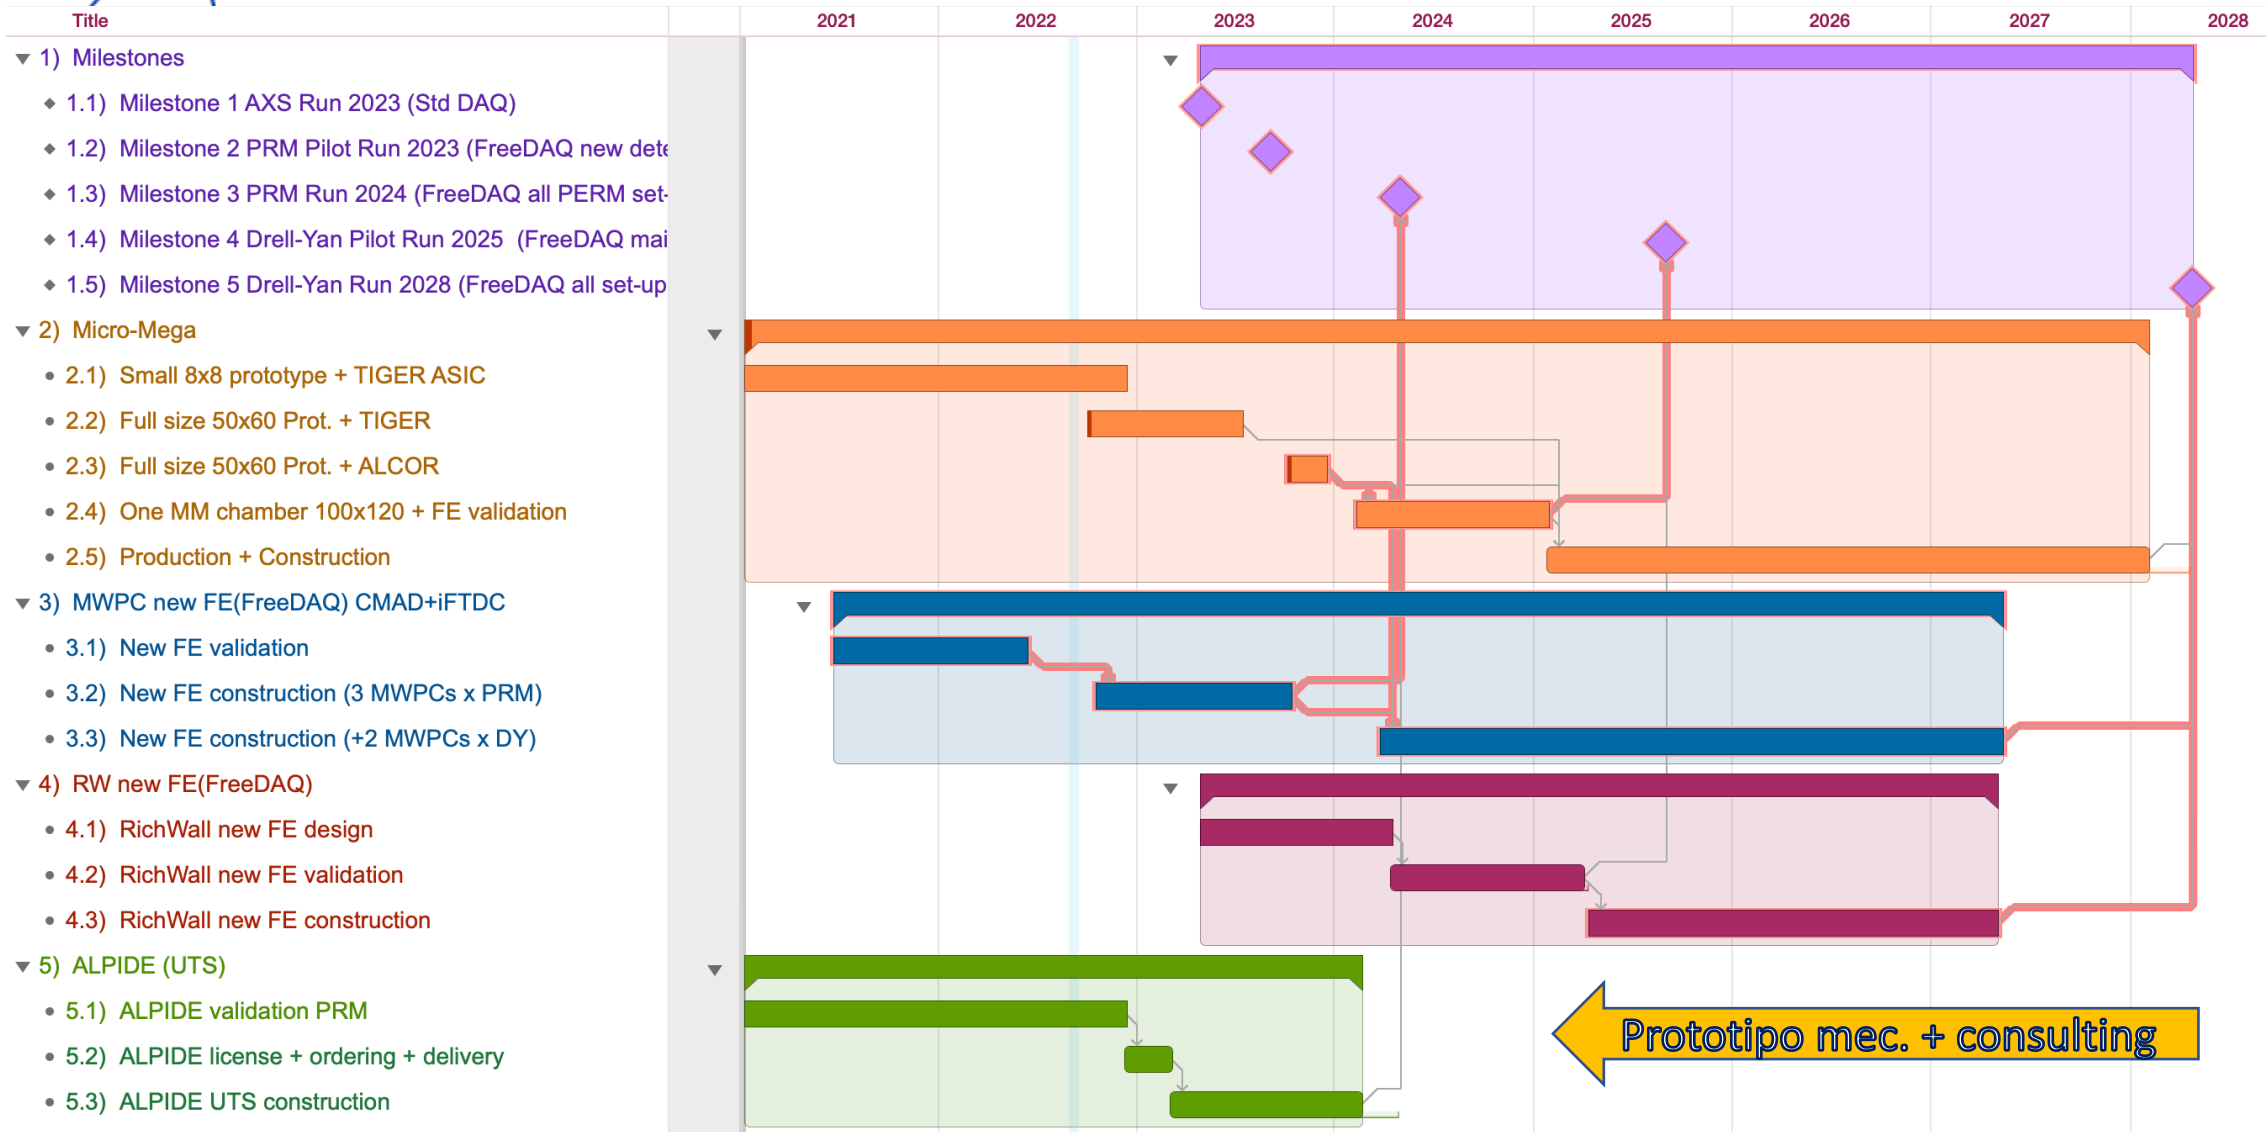 Title 2021 2022 2023 2024 2025 2026 2027 2028
1) Milestones
1.1) Milestone 1 AXS Run 2023 (Std DAQ)
1.2) Milestone 2 PRM Pilot Run 2023 (FreeDAQ new dete
1.3) Milestone 3 PRM Run 2024 (FreeDAQ all PERM set-
1.4) Milestone 4 Drell-Yan Pilot Run 2025 (FreeDAQ mai
1.5) Milestone 5 Drell-Yan Run 2028 (FreeDAQ all set-up
2) Micro-Mega
2.1) Small 8x8 prototype + TIGER ASIC
2.2) Full size 50x60 Prot. + TIGER
2.3) Full size 50x60 Prot. + ALCOR
2.4) One MM chamber 100x120 + FE validation
2.5) Production + Construction
3) MWPC new FE(FreeDAQ) CMAD+iFTDC
3.1) New FE validation
3.2) New FE construction (3 MWPCs x PRM)
3.3) New FE construction (+2 MWPCs x DY)
4) RW new FE(FreeDAQ)
4.1) RichWall new FE design
4.2) RichWall new FE validation
4.3) RichWall new FE construction
5) ALPIDE (UTS)
5.1) ALPIDE validation PRM
5.2) ALPIDE license + ordering + delivery
5.3) ALPIDE UTS construction
Prototipo mec. + consulting